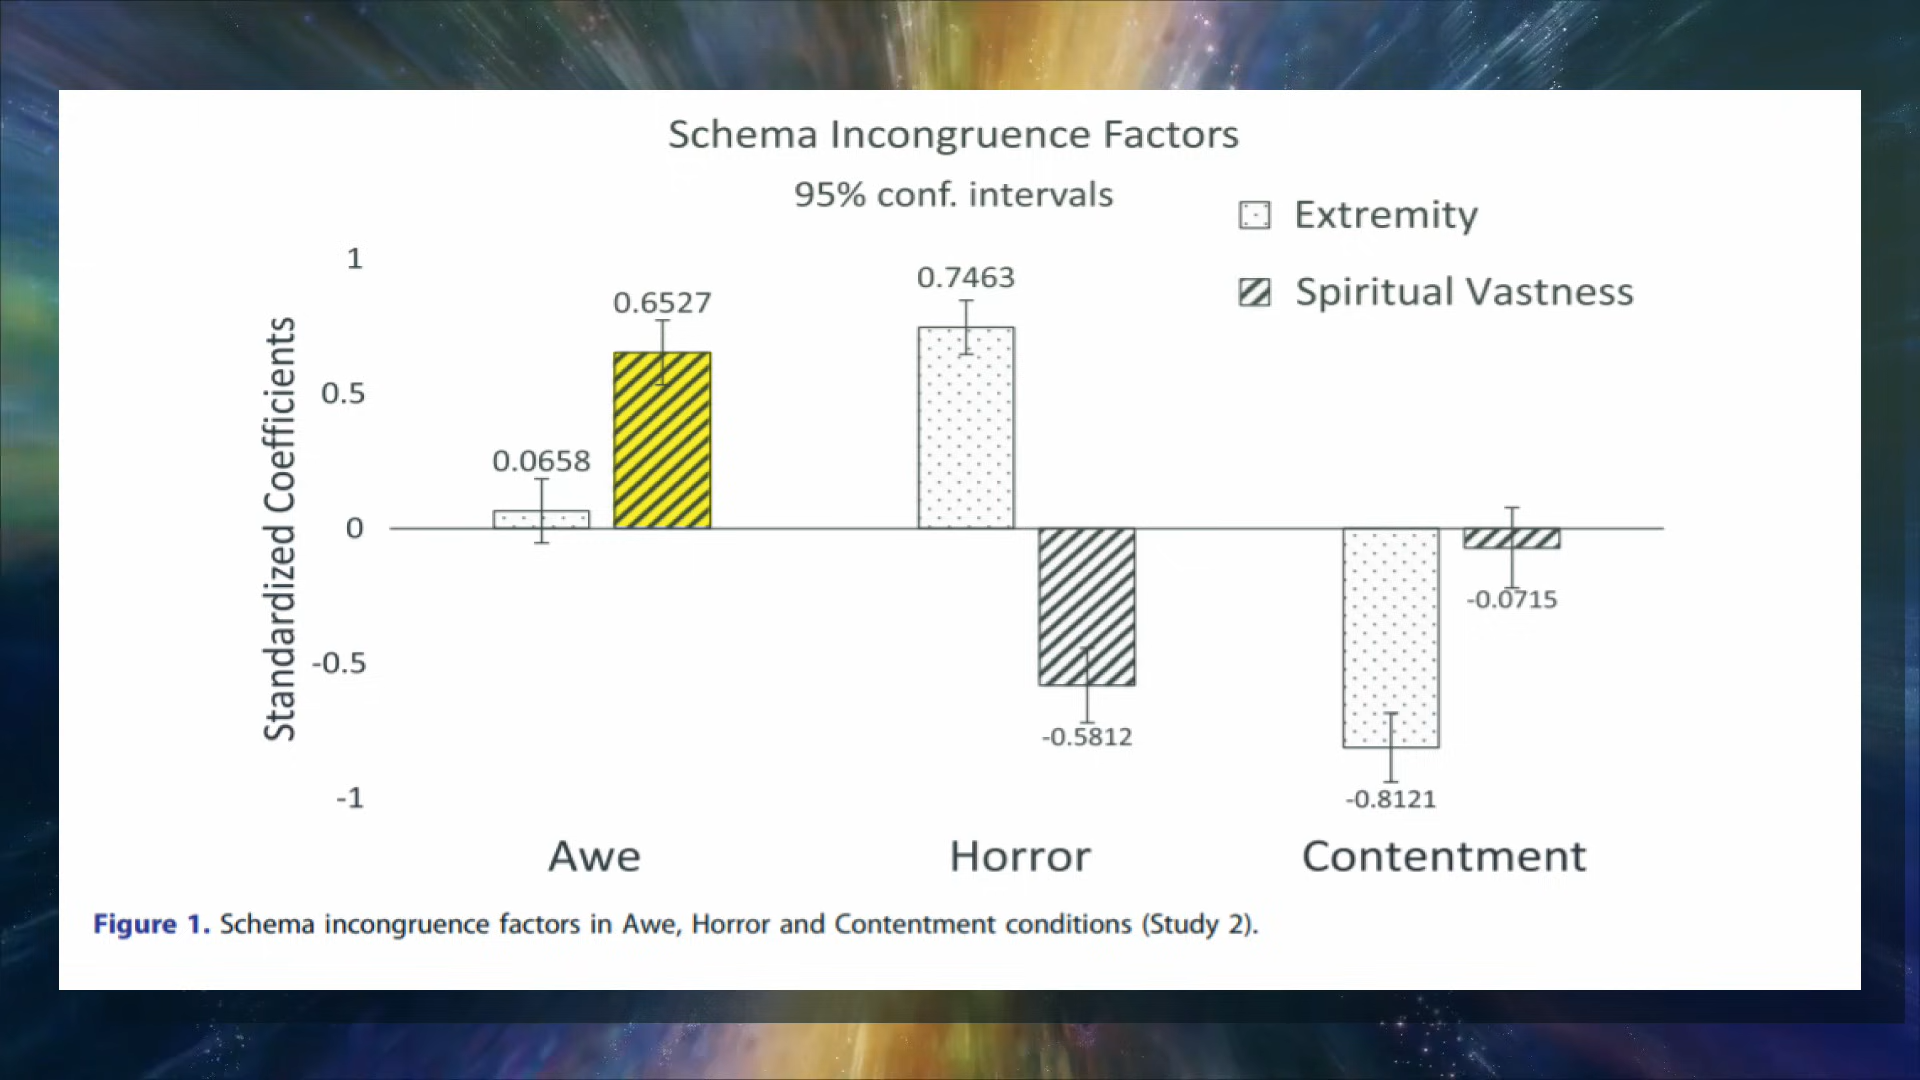 Schema Incongruence Factors
95% conf. intervals
Extremity
Spiritual Vastness
Standardized Coefficients
1
0.5
0
-0.5
-1
0.0658
0.6527
0.7463
-0.5812
-0.8121
-0.0715
Awe
Horror
Contentment
Figure 1. Schema incongruence factors in Awe, Horror and Contentment conditions (Study 2).